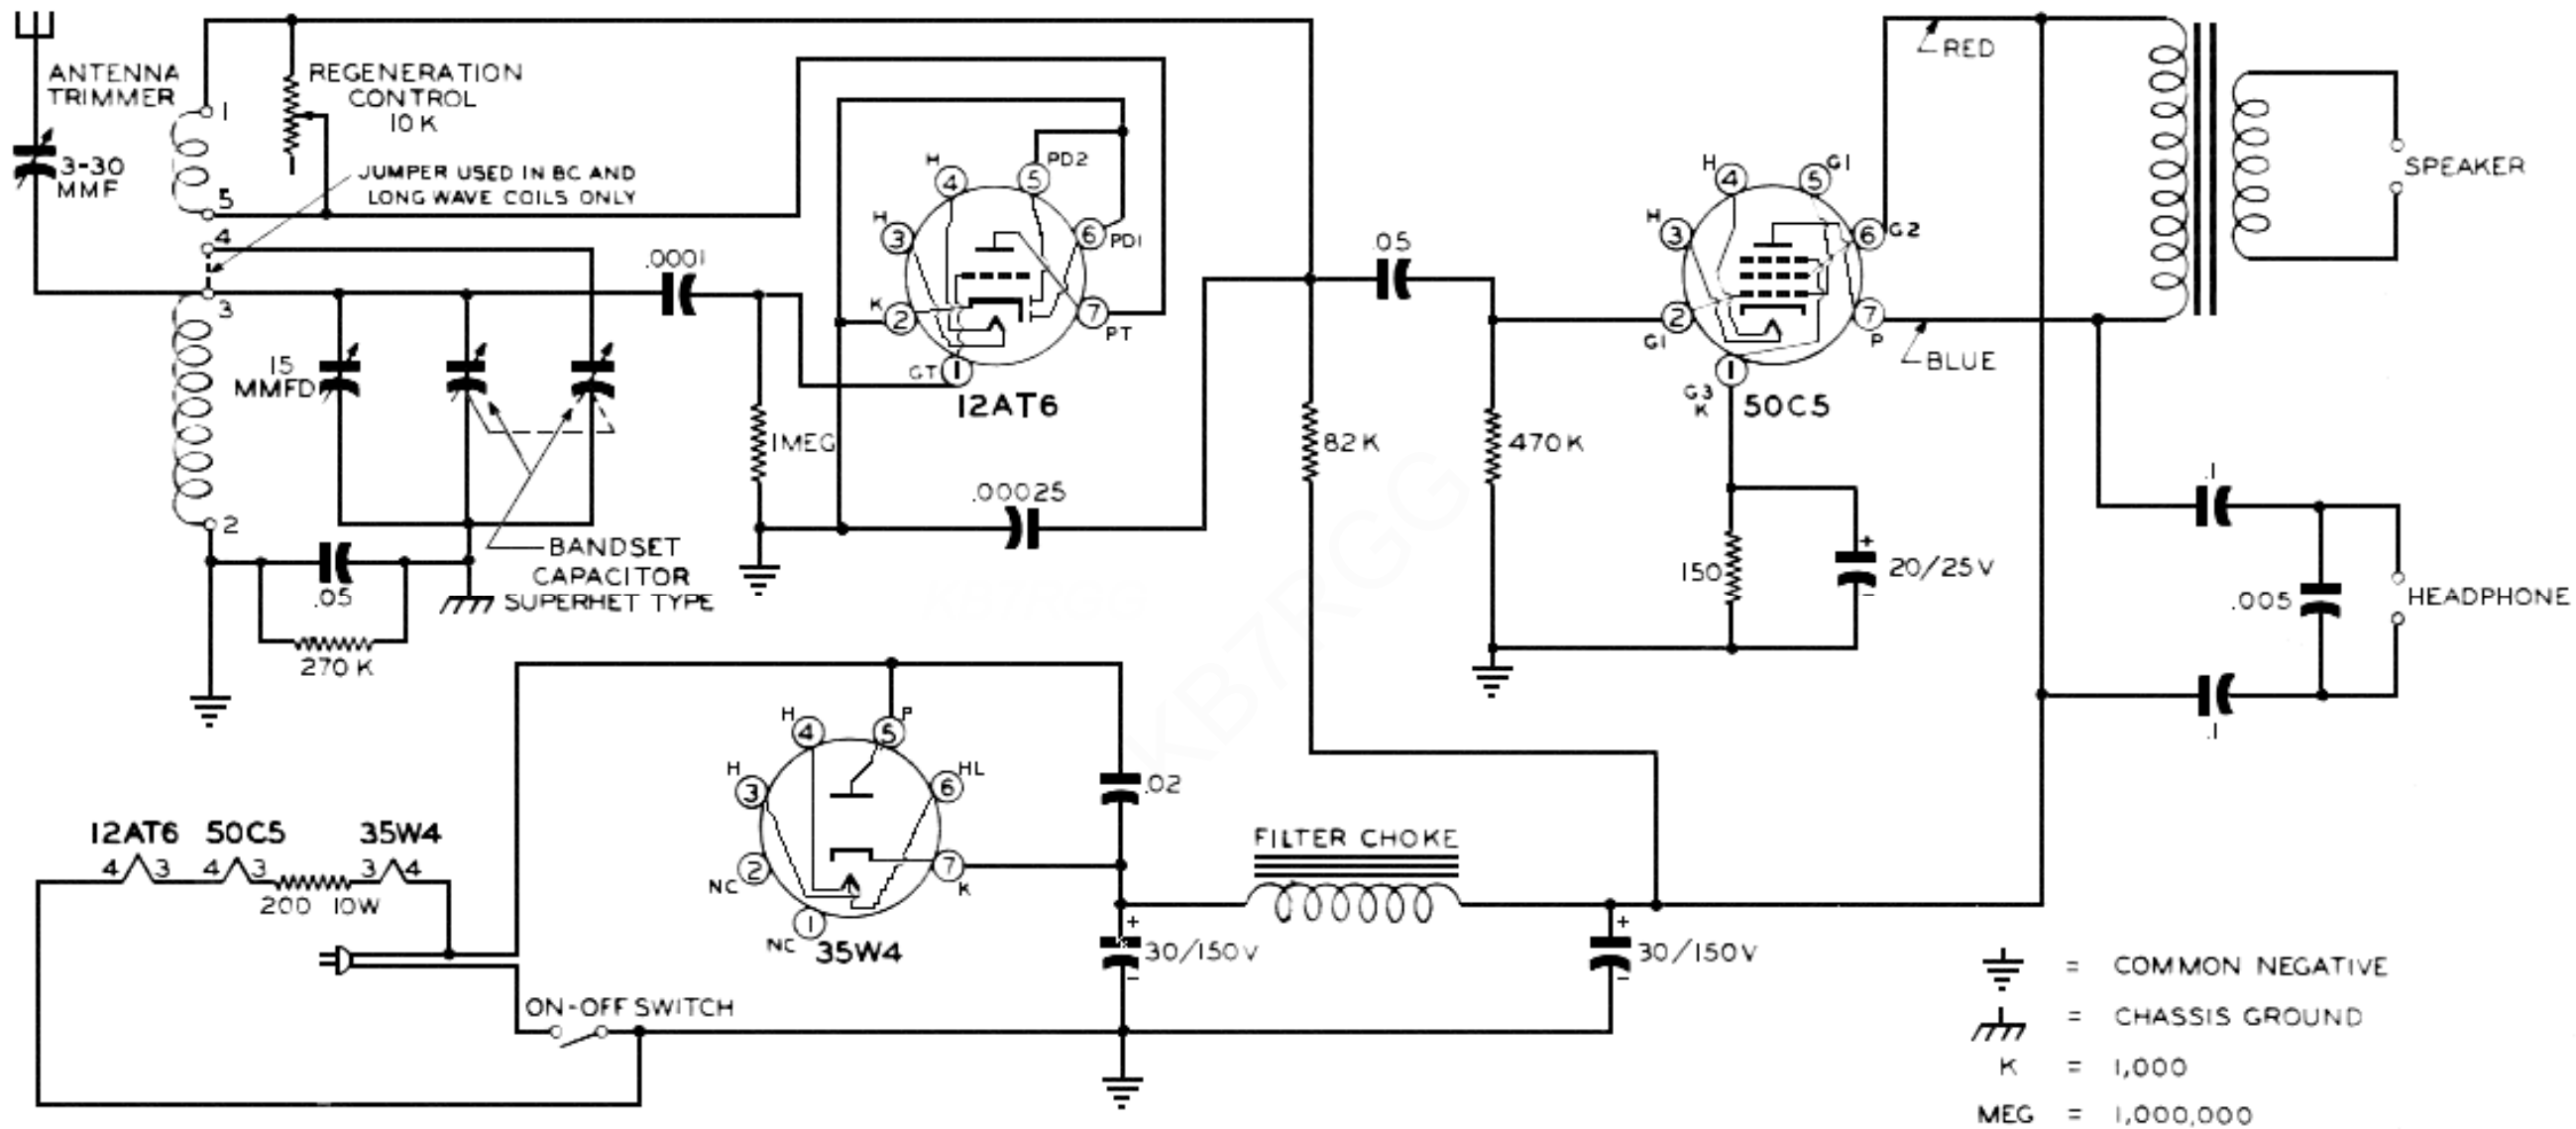 ANTENNA
TRIMMER
3-30
MMF
1
5
4
3
2
REGENERATION
CONTROL
10K
JUMPER USED IN BC AND
LONG WAVE COILS ONLY
15
MMFD
.0001
.05
270 K
BANDSET
CAPACITOR
SUPERHET TYPE
1 MEG
.00025
H
4
5
PD2
H
3
6
PD1
K
2
7
PT
GT
1
12AT6
82K
.05
470 K
H
4
5
G1
H
3
6
G2
G1
2
7
P
G3
K
1
50C5
150
+
20/25V
-
RED
BLUE
SPEAKER
.1
.005
HEADPHONE
.1
KB7RGG
H
4
5
P
H
3
6
HL
NC
2
7
K
NC
1
35W4
.02
FILTER CHOKE
+
30/150V
-
+
30/150V
-
12AT6 50C5 35W4
4 3 4 3 3 4
200 10W
ON-OFF SWITCH
= COMMON NEGATIVE
= CHASSIS GROUND
K = 1,000
MEG = 1,000,000